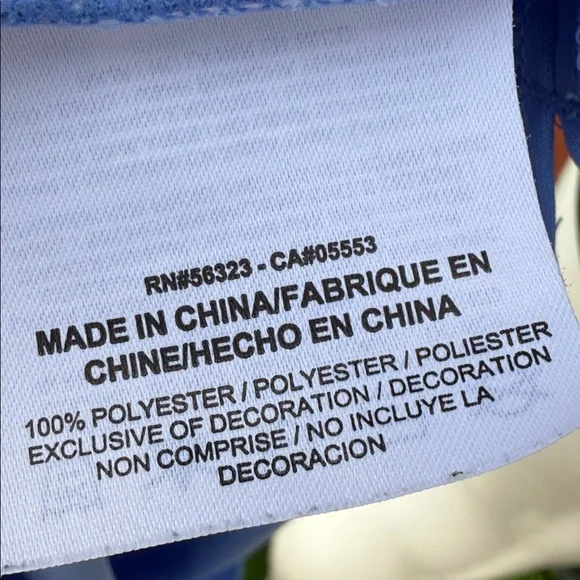 RN#56323 - CA#05553
MADE IN CHINA/FABRIQUE EN
CHINE/HECHO EN CHINA
100% POLYESTER / POLYESTER / POLIESTER
EXCLUSIVE OF DECORATION / DECORATION
NON COMPRISE / NO INCLUYE LA
DECORACION